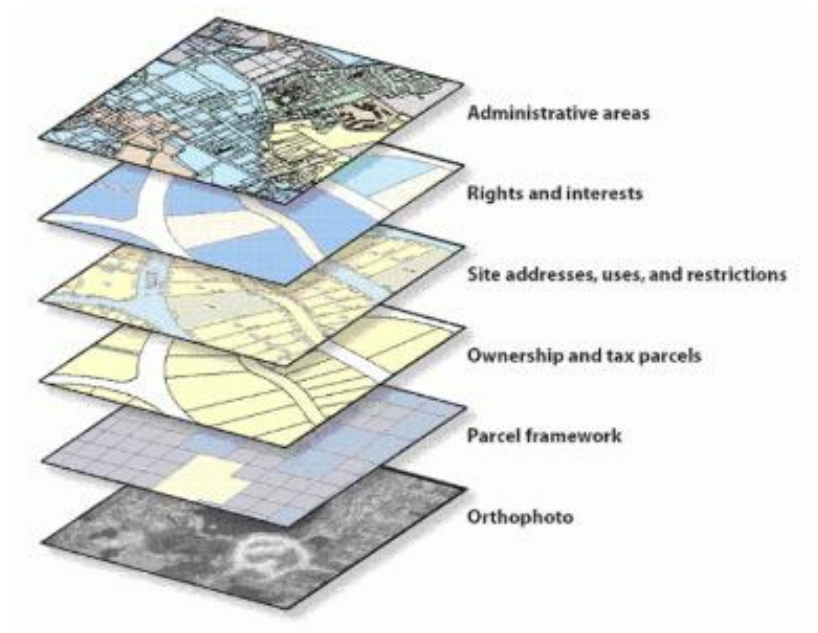 Administrative areas
Rights and interests
Site addresses, uses, and restrictions
Ownership and tax parcels
Parcel framework
Orthophoto